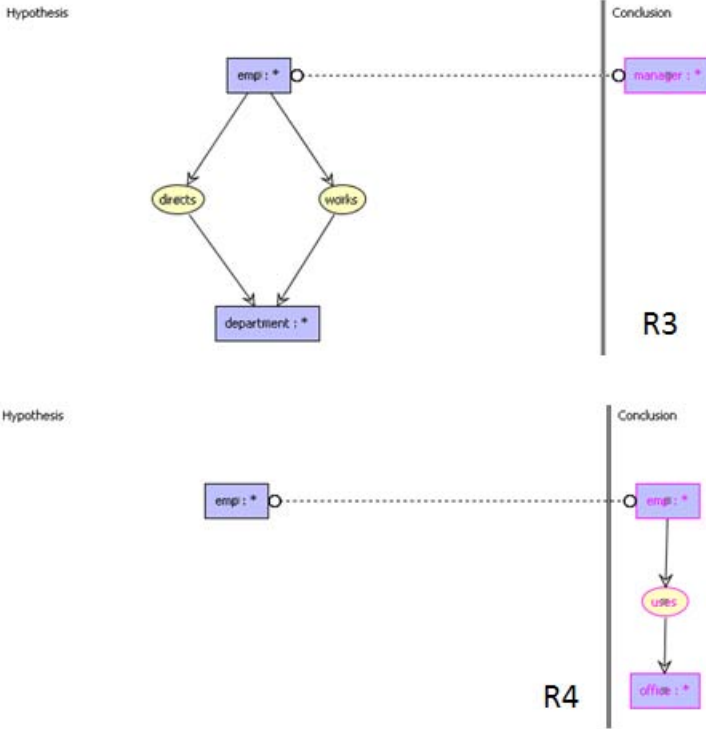 Hypothesis
Conclusion
emp : *
manager : *
directs
works
department : *
R3
Hypothesis
Conclusion
emp : *
emp : *
uses
office : *
R4